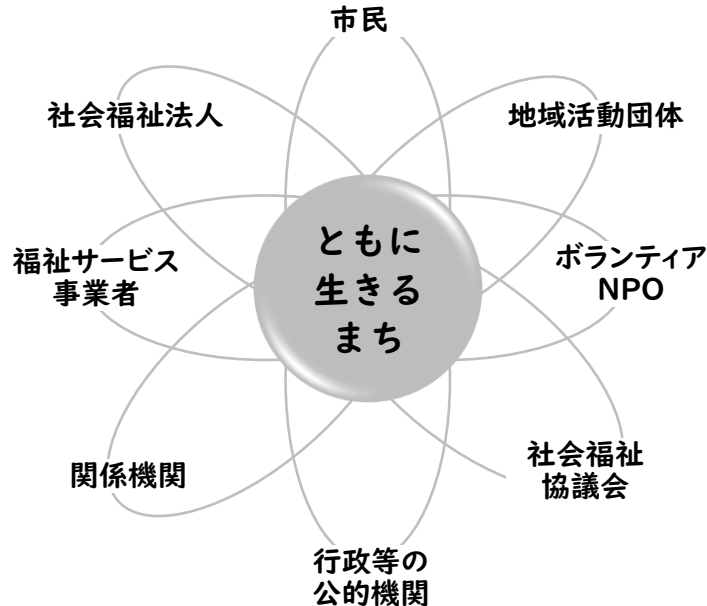 市民
社会福祉法人
地域活動団体
ともに
生きる
まち
福祉サービス
事業者
ボランティア
NPO
関係機関
社会福祉
協議会
行政等の
公的機関